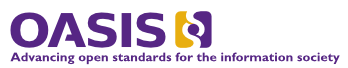 OASIS
Advancing open standards for the information society